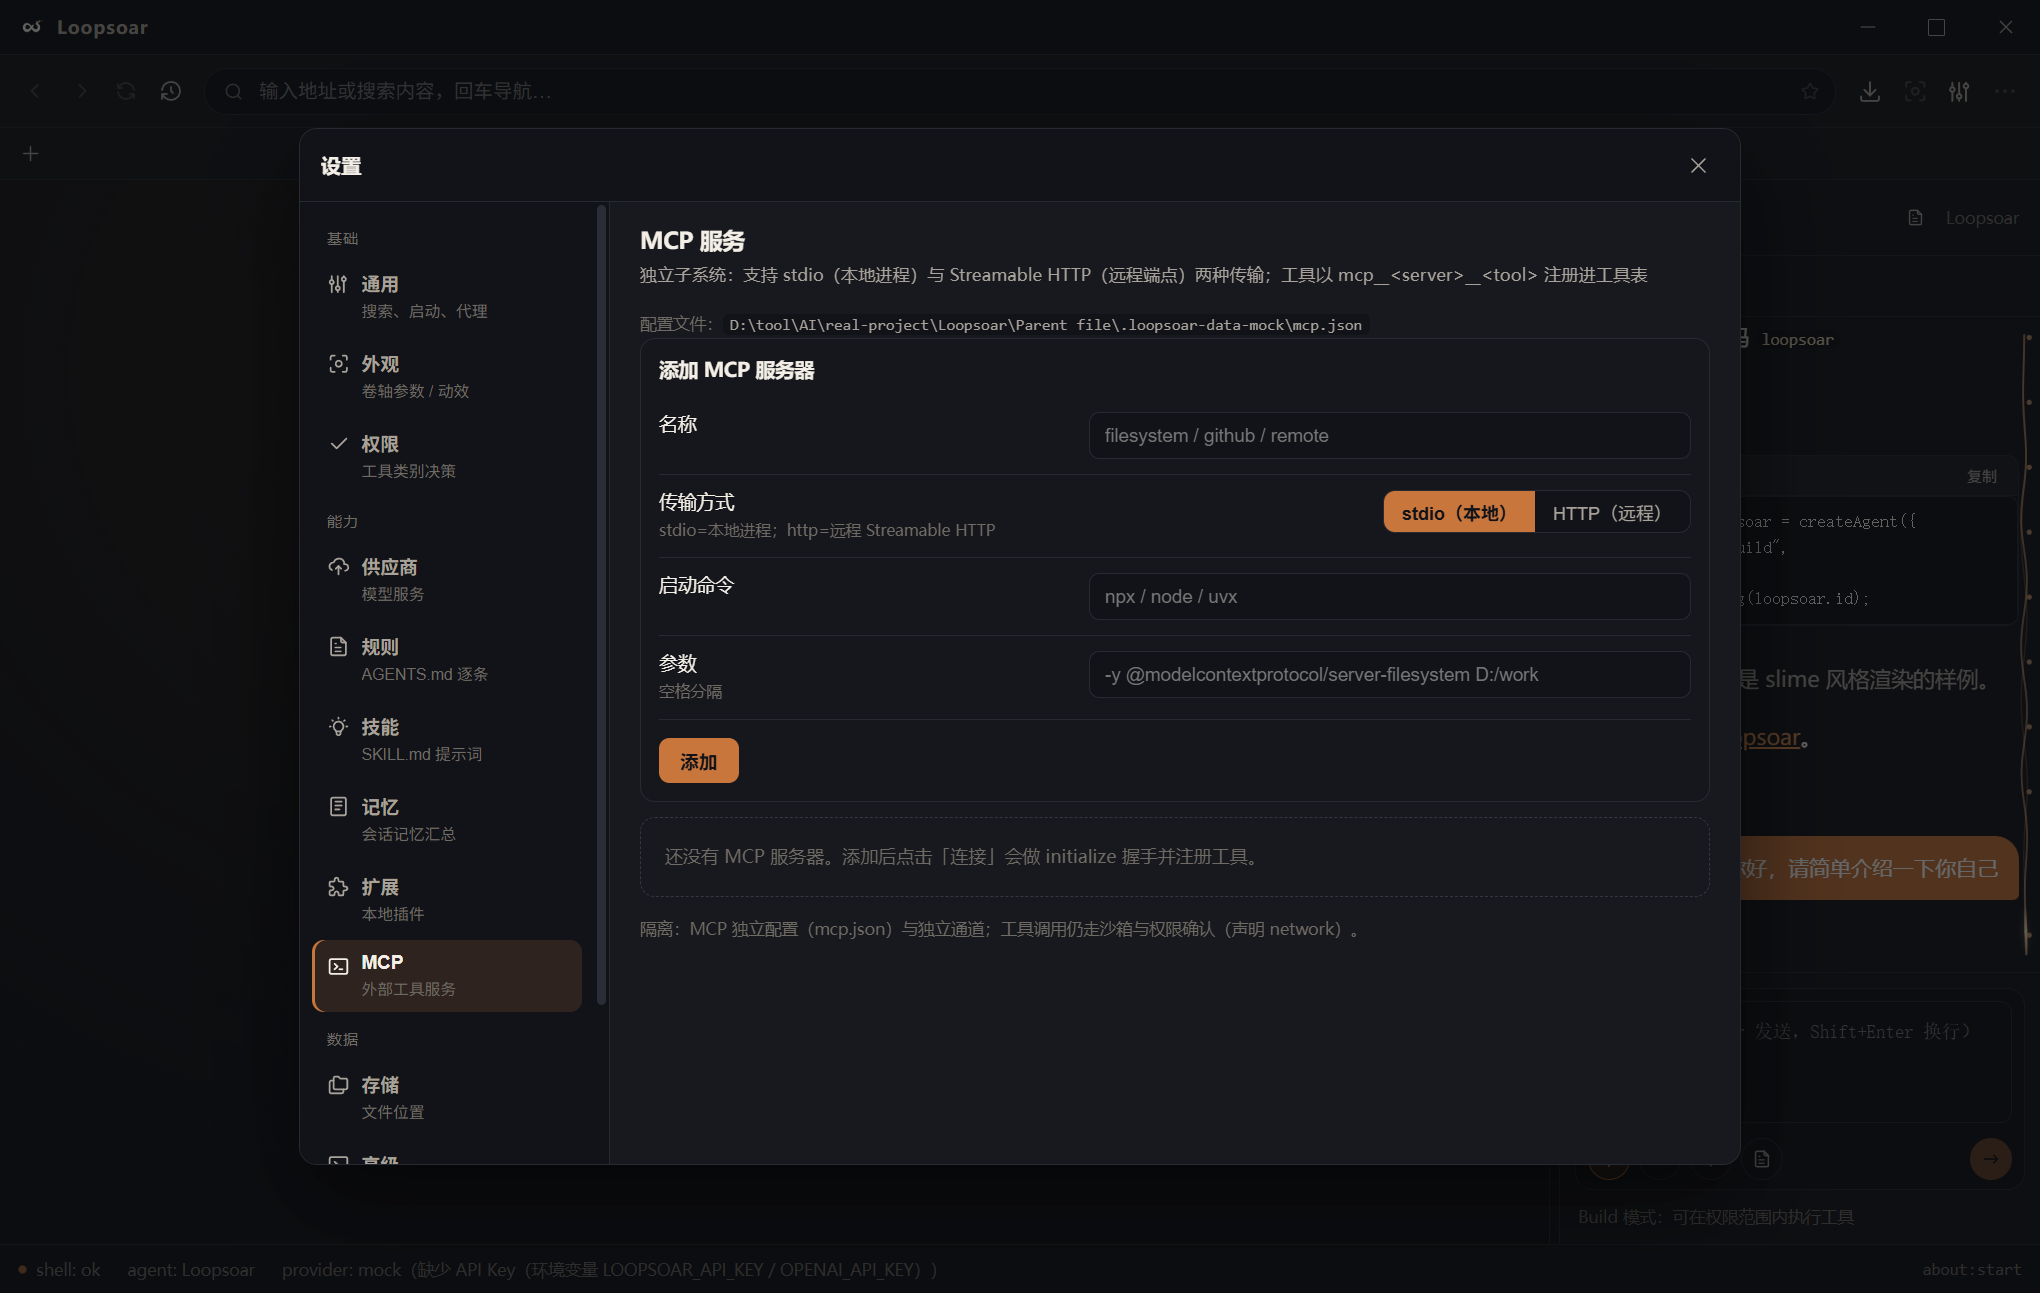 Loopsoar
输入地址或搜索内容，回车导航…
设置
基础
通用
搜索、启动、代理
外观
卷轴参数 / 动效
权限
工具类别决策
能力
供应商
模型服务
规则
AGENTS.md 逐条
技能
SKILL.md 提示词
记忆
会话记忆汇总
扩展
本地插件
MCP
外部工具服务
数据
存储
文件位置
高级
MCP 服务
独立子系统：支持 stdio（本地进程）与 Streamable HTTP（远程端点）两种传输；工具以 mcp__<server>__<tool> 注册进工具表
配置文件： D:\tool\AI\real-project\Loopsoar\Parent file\.loopsoar-data-mock\mcp.json
添加 MCP 服务器
名称
filesystem / github / remote
传输方式
stdio=本地进程；http=远程 Streamable HTTP
stdio（本地） HTTP（远程）
启动命令
npx / node / uvx
参数
空格分隔
-y @modelcontextprotocol/server-filesystem D:/work
添加
还没有 MCP 服务器。添加后点击「连接」会做 initialize 握手并注册工具。
隔离：MCP 独立配置（mcp.json）与独立通道；工具调用仍走沙箱与权限确认（声明 network）。
Loopsoar
loopsoar
复制
soar = createAgent({
uild",
g(loopsoar.id);
是 slime 风格渲染的样例。
opsoar。
好，请简单介绍一下你自己
发送，Shift+Enter 换行）
Build 模式：可在权限范围内执行工具
shell: ok agent: Loopsoar provider: mock（缺少 API Key（环境变量 LOOPSOAR_API_KEY / OPENAI_API_KEY））
about:start